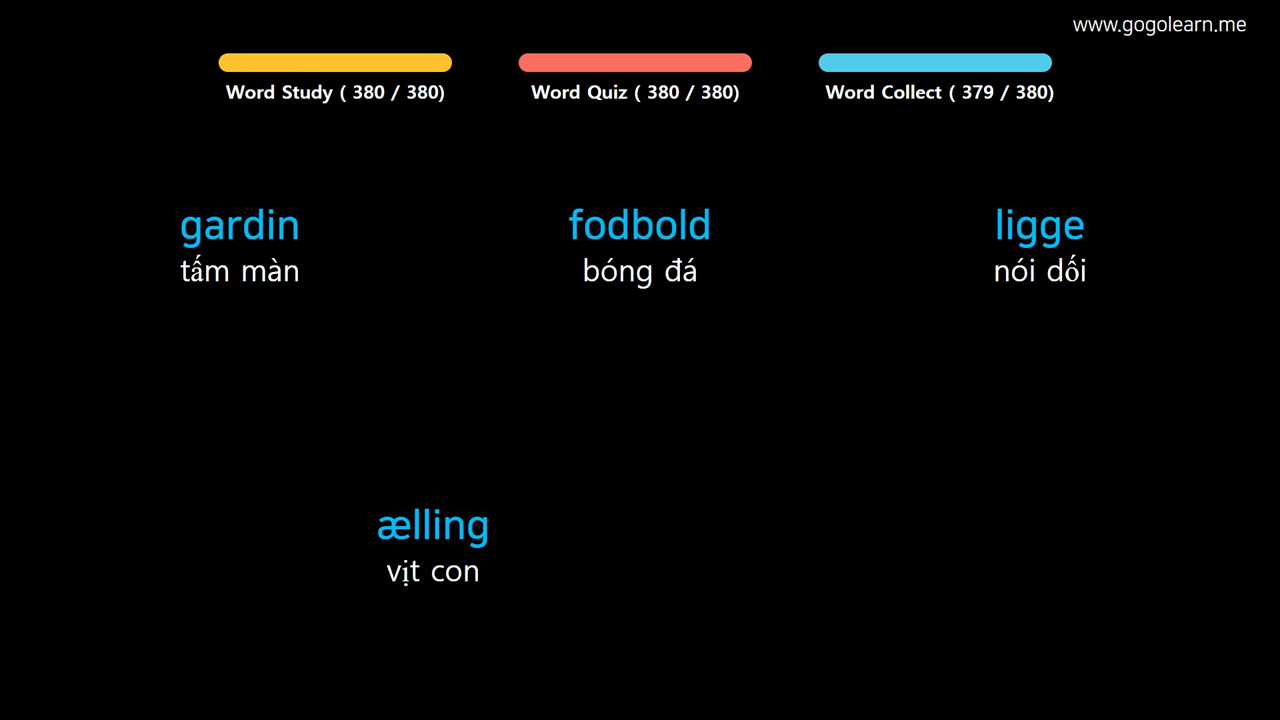 www.gogolearn.me
Word Study ( 380 / 380)
Word Quiz ( 380 / 380)
Word Collect ( 379 / 380)
gardin
tấm màn
fodbold
bóng đá
ligge
nói dối
ælling
vịt con